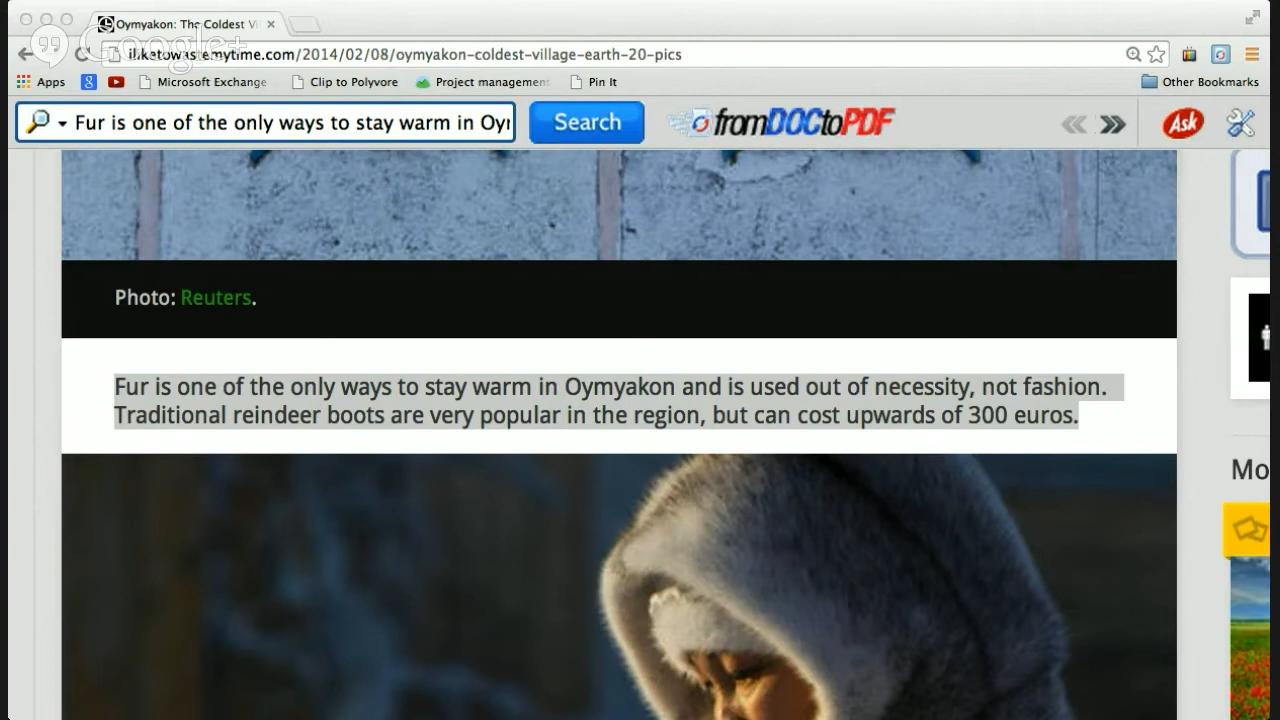 Oymyakon: The Coldest Vi
Google+
iliketowastemytime.com/2014/02/08/oymyakon-coldest-village-earth-20-pics
Apps
Microsoft Exchange
Clip to Polyvore
Project management
Pin It
Other Bookmarks
Fur is one of the only ways to stay warm in Oyr
Search
fromDOCtoPDF
Ask
Photo: Reuters.
Fur is one of the only ways to stay warm in Oymyakon and is used out of necessity, not fashion.
Traditional reindeer boots are very popular in the region, but can cost upwards of 300 euros.
Mo